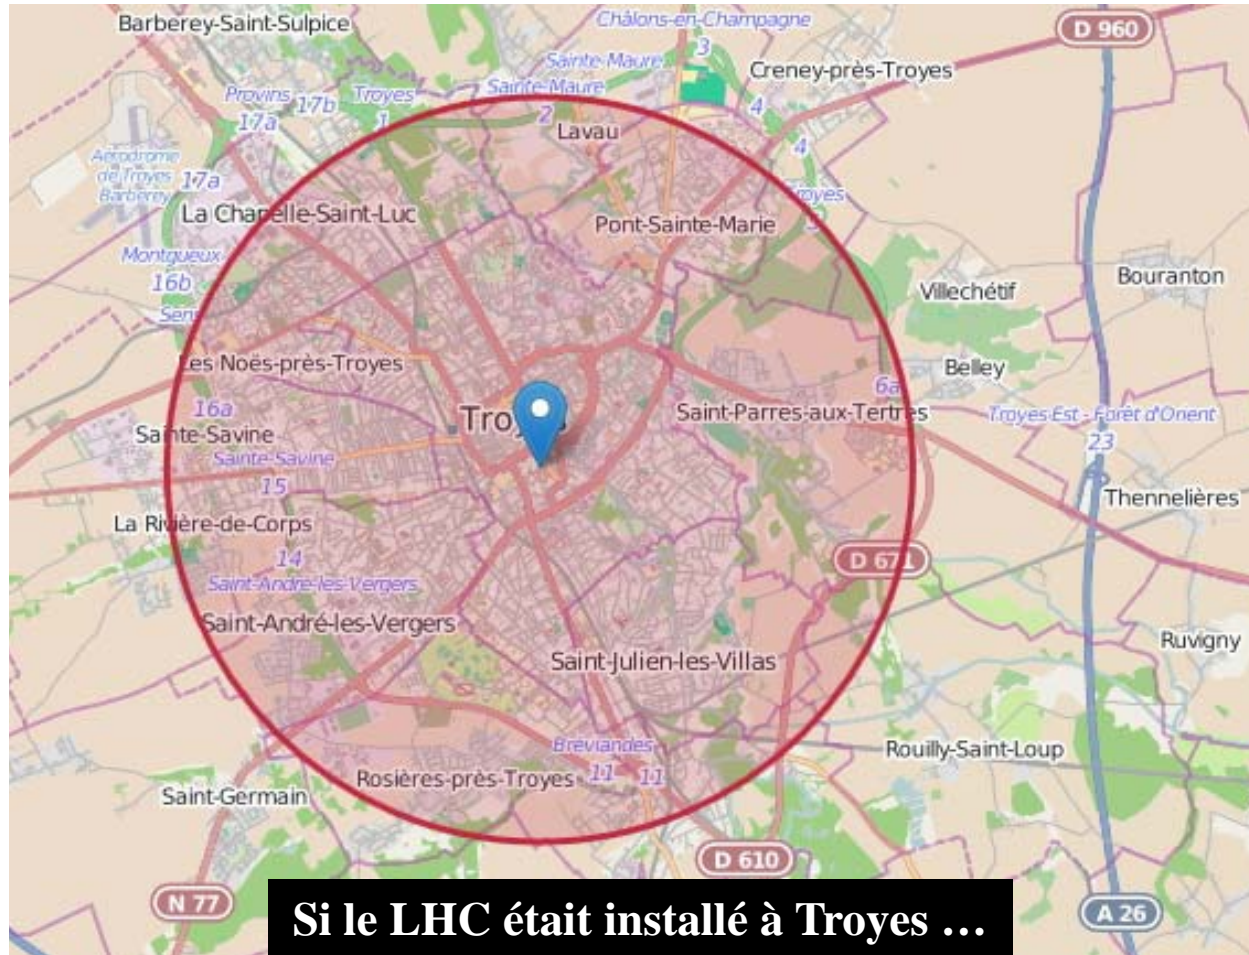 Barberey-Saint-Sulpice
Châlons-en-Champagne
3
D 960
Sainte-Maure
Creney-près-Troyes
Sainte-Maure
2
Provins
17b
17a
Troyes
1
4
Lavau
4
Aérodrome
de Troyes
Barberey
17a
Troyes
5
La Chapelle-Saint-Luc
Pont-Sainte-Marie
Montgueux
16b
Sens
Villechétif
Bouranton
Les Noës-près-Troyes
Belley
6a
16a
Troyes
Saint-Parres-aux-Tertres
Troyes Est - Forêt d'Orient
23
Sainte-Savine
Sainte-Savine
15
Thennelières
La Rivière-de-Corps
14
D 671
Saint-André-les-Vergers
Saint-André-les-Vergers
Ruvigny
Saint-Julien-les-Villas
Bréviandes
11
11
Rouilly-Saint-Loup
Rosières-près-Troyes
Saint-Germain
D 610
N 77
A 26
Si le LHC était installé à Troyes …